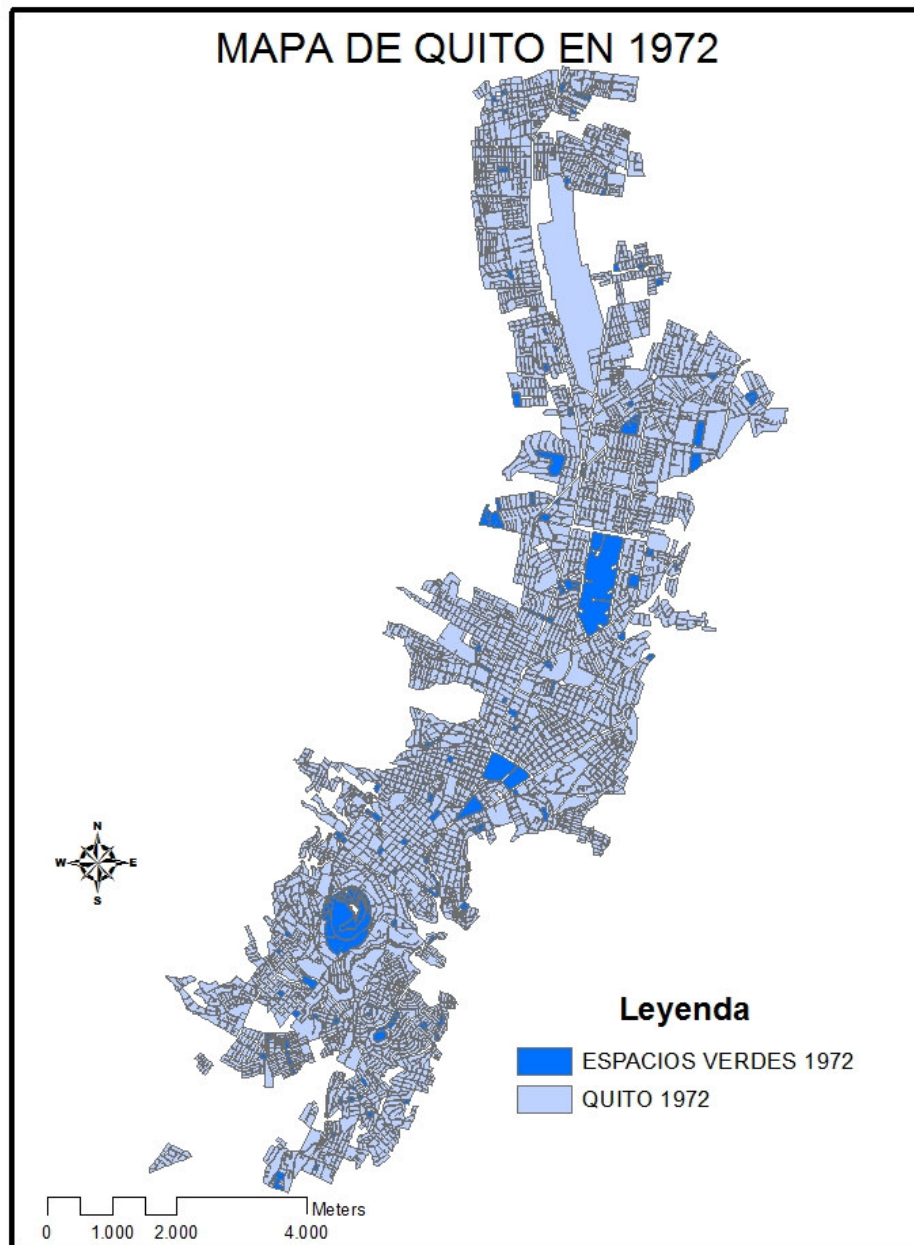 MAPA DE QUITO EN 1972
N
W E
S
Leyenda
ESPACIOS VERDES 1972
QUITO 1972
Meters
0 1.000 2.000 4.000